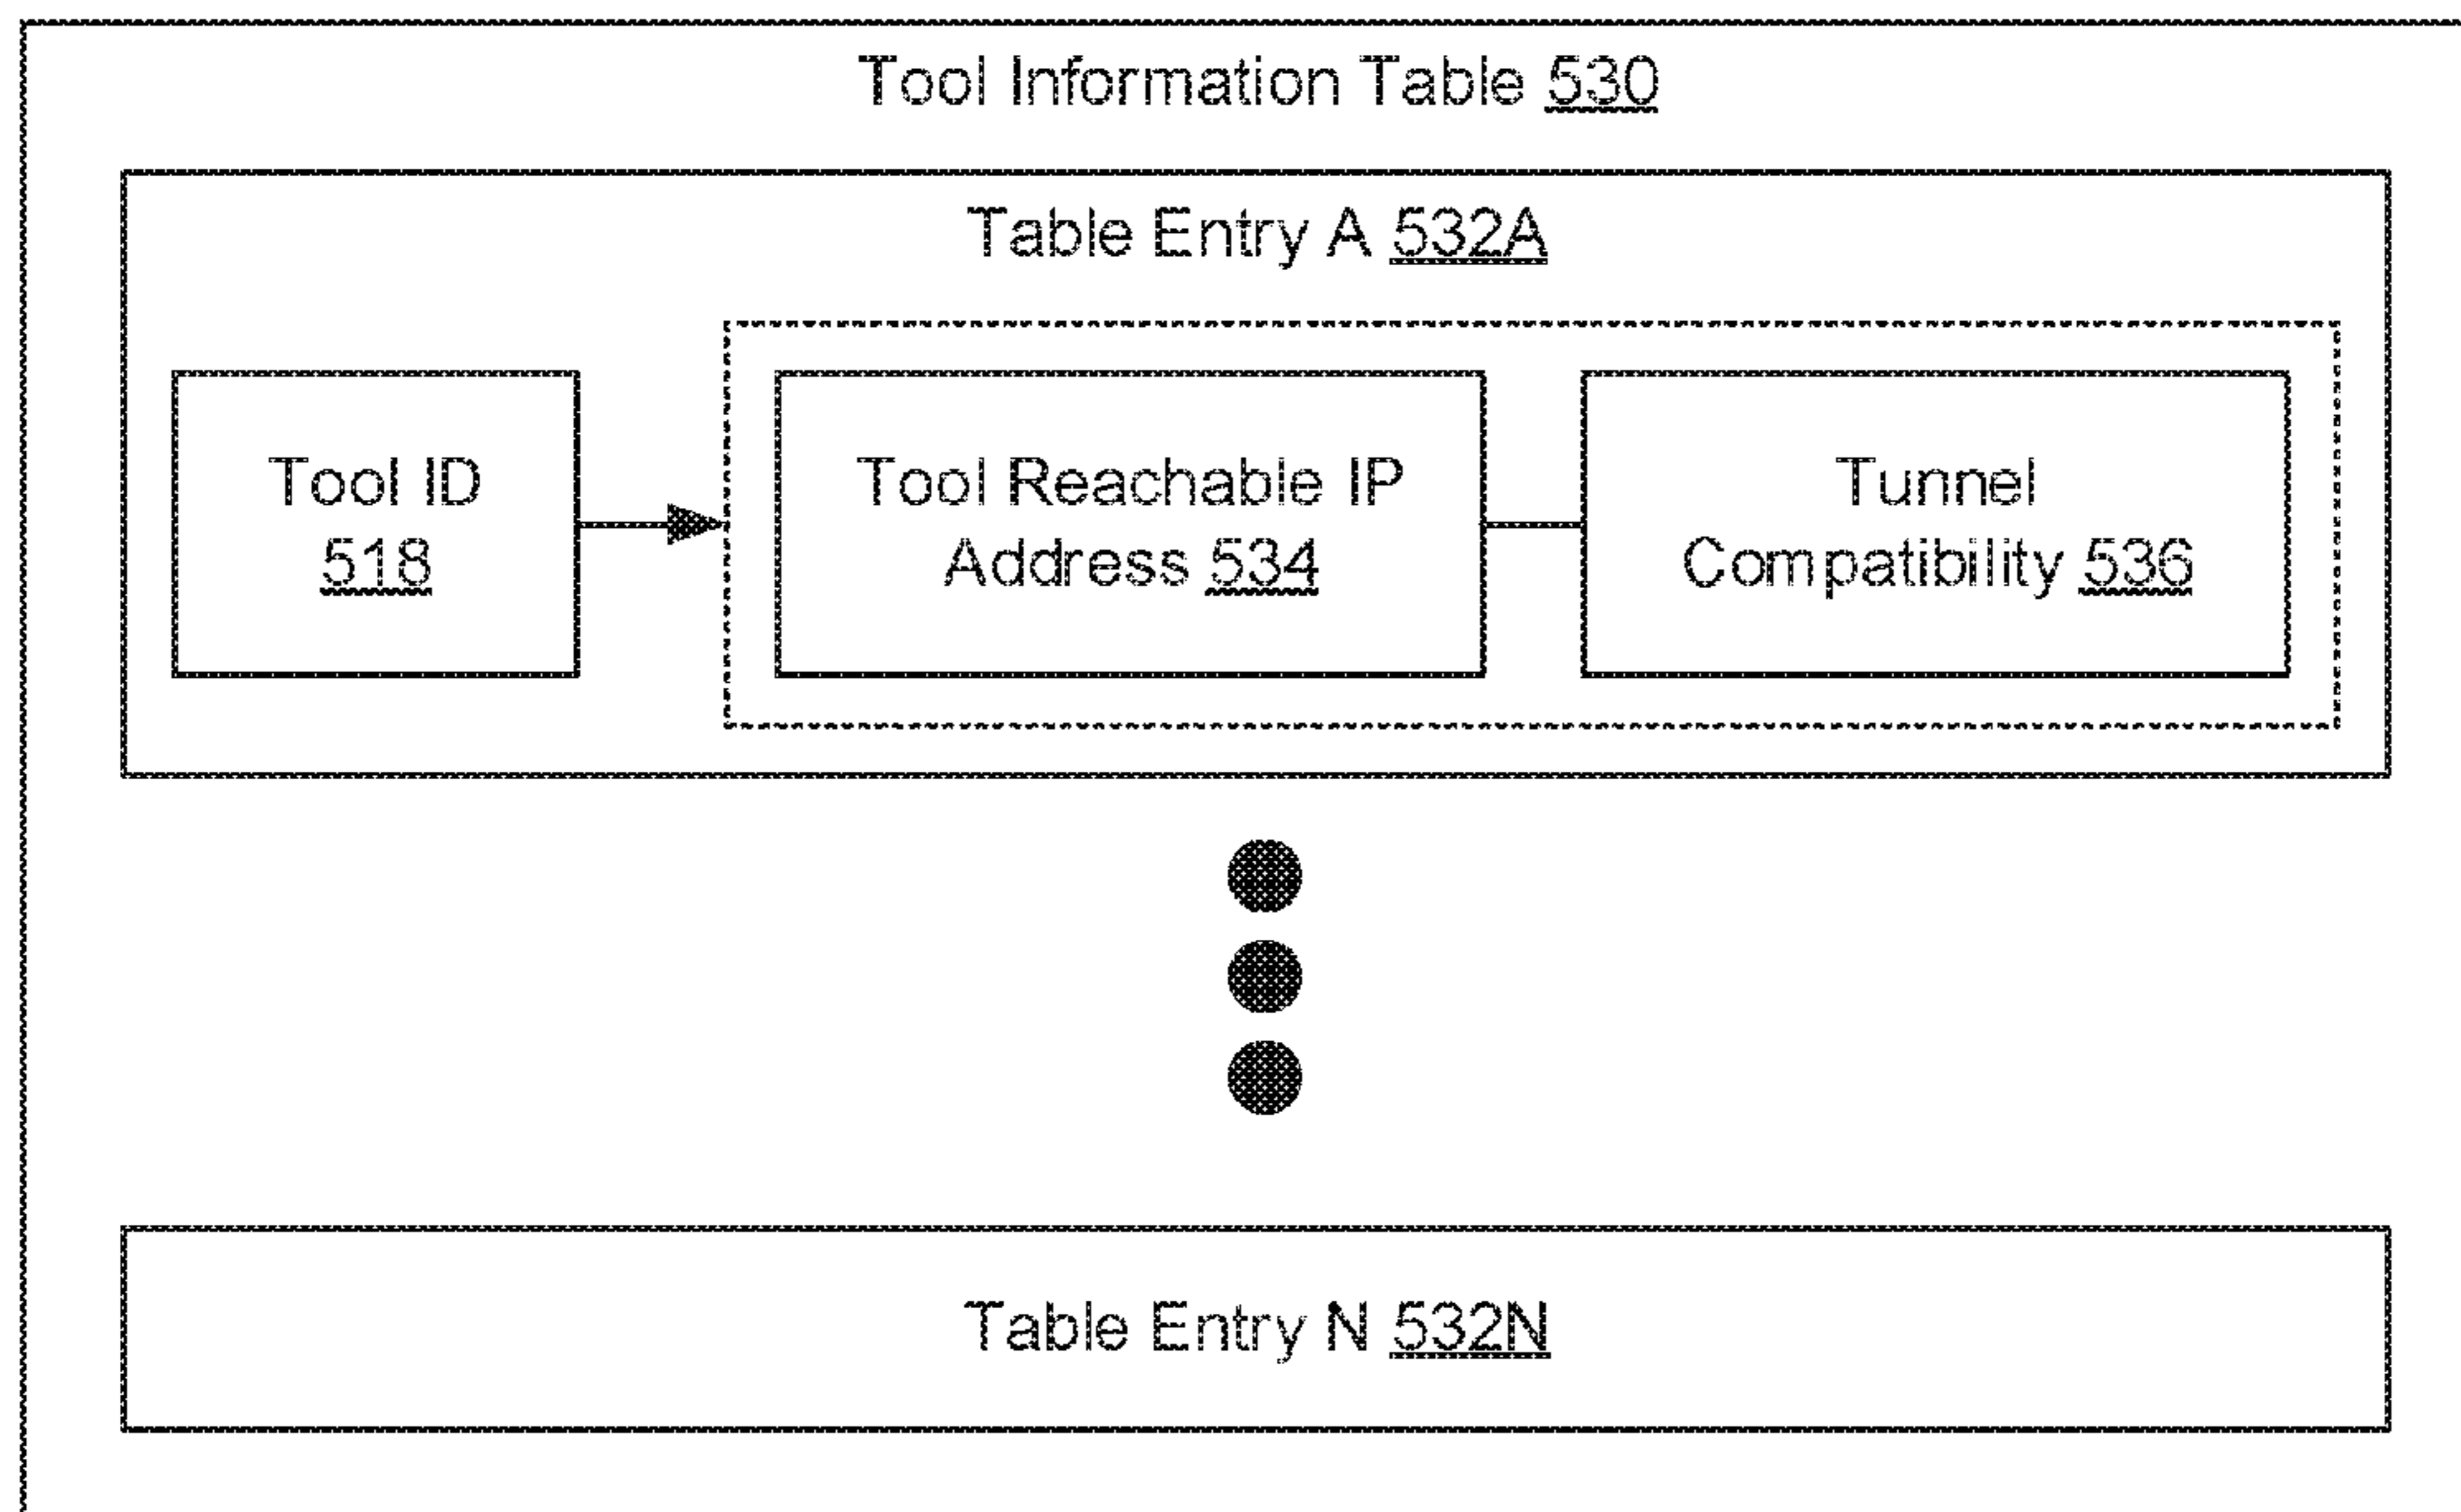 Tool Information Table 530
Table Entry A 532A
Tool ID
518
Tool Reachable IP
Address 534
Tunnel
Compatibility 536
Table Entry N 532N